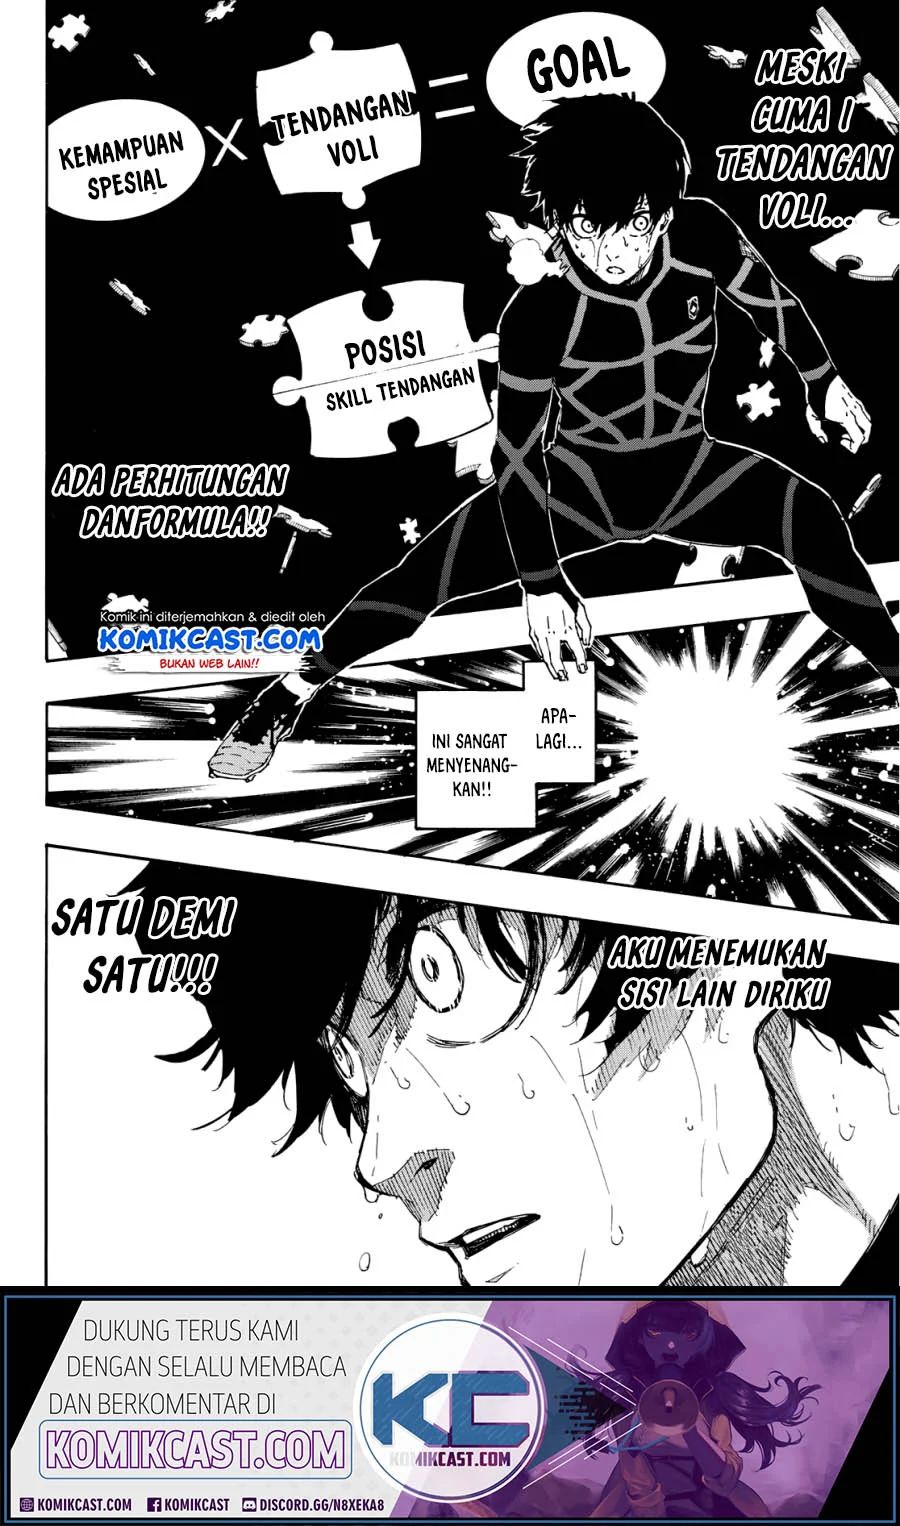 MESKI
CUMA 1
TENDANGAN
VOLI...
KEMAMPUAN
SPESIAL
×
TENDANGAN
VOLI
=
GOAL
POSISI
SKILL TENDANGAN
ADA PERHITUNGAN
DANFORMULA!!
Komik ini diterjemahkan & diedit oleh
KOMIKCAST.COM
BUKAN WEB LAIN!!
APA-
LAGI...
INI SANGAT
MENYENANG-
KAN!!
AKU MENEMUKAN
SISI LAIN DIRIKU
SATU DEMI
SATU!!!
DUKUNG TERUS KAMI
DENGAN SELALU MEMBACA
DAN BERKOMENTAR DI
KOMIKCAST.COM
KOMIKCAST.COM
KOMIKCAST
DISCORD.GG/N8XEKA8
KC
KOMIKCAST.COM